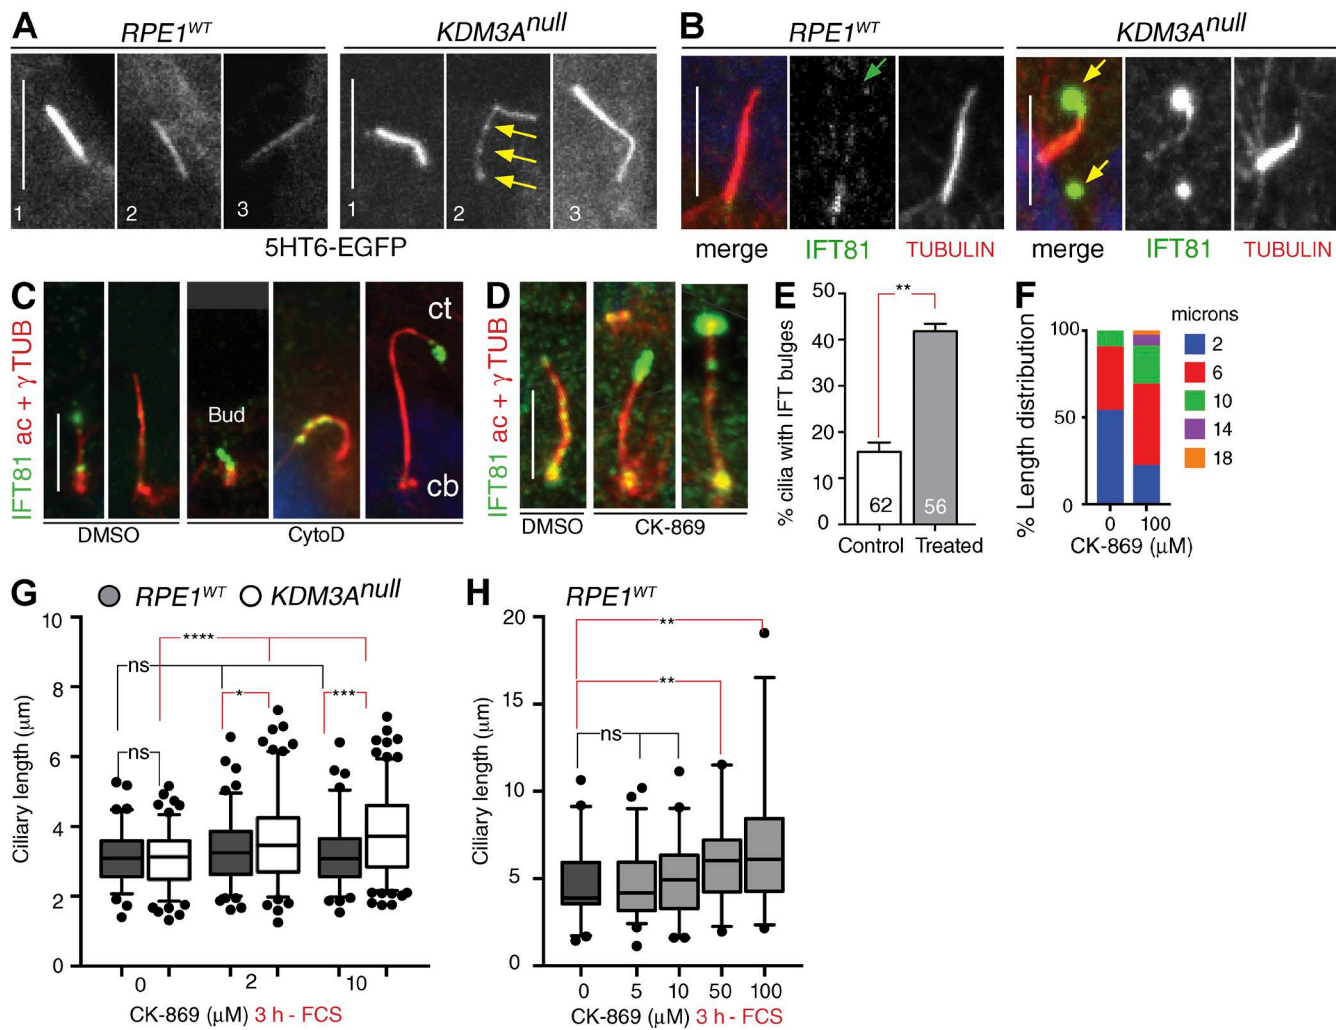 A
RPE1WT
KDM3Anull
1
2
3
1
2
3
5HT6-EGFP
B
RPE1WT
KDM3Anull
merge
IFT81
TUBULIN
merge
IFT81
TUBULIN
C
IFT81 ac + γ TUB
Bud
ct
cb
DMSO
CytoD
D
IFT81 ac + γ TUB
DMSO
CK-869
E
% cilia with IFT bulges
50
40
30
20
10
0
**
62
56
Control
Treated
F
% Length distribution
100
50
0
0
100
CK-869 (µM)
microns
2
6
10
14
18
G
RPE1WT
KDM3Anull
Ciliary length (µm)
10
8
6
4
2
0
****
ns
*
***
ns
0
2
10
CK-869 (µM) 3 h - FCS
H
RPE1WT
Ciliary length (µm)
20
15
10
5
0
**
**
ns
0
5
10
50
100
CK-869 (µM) 3 h - FCS